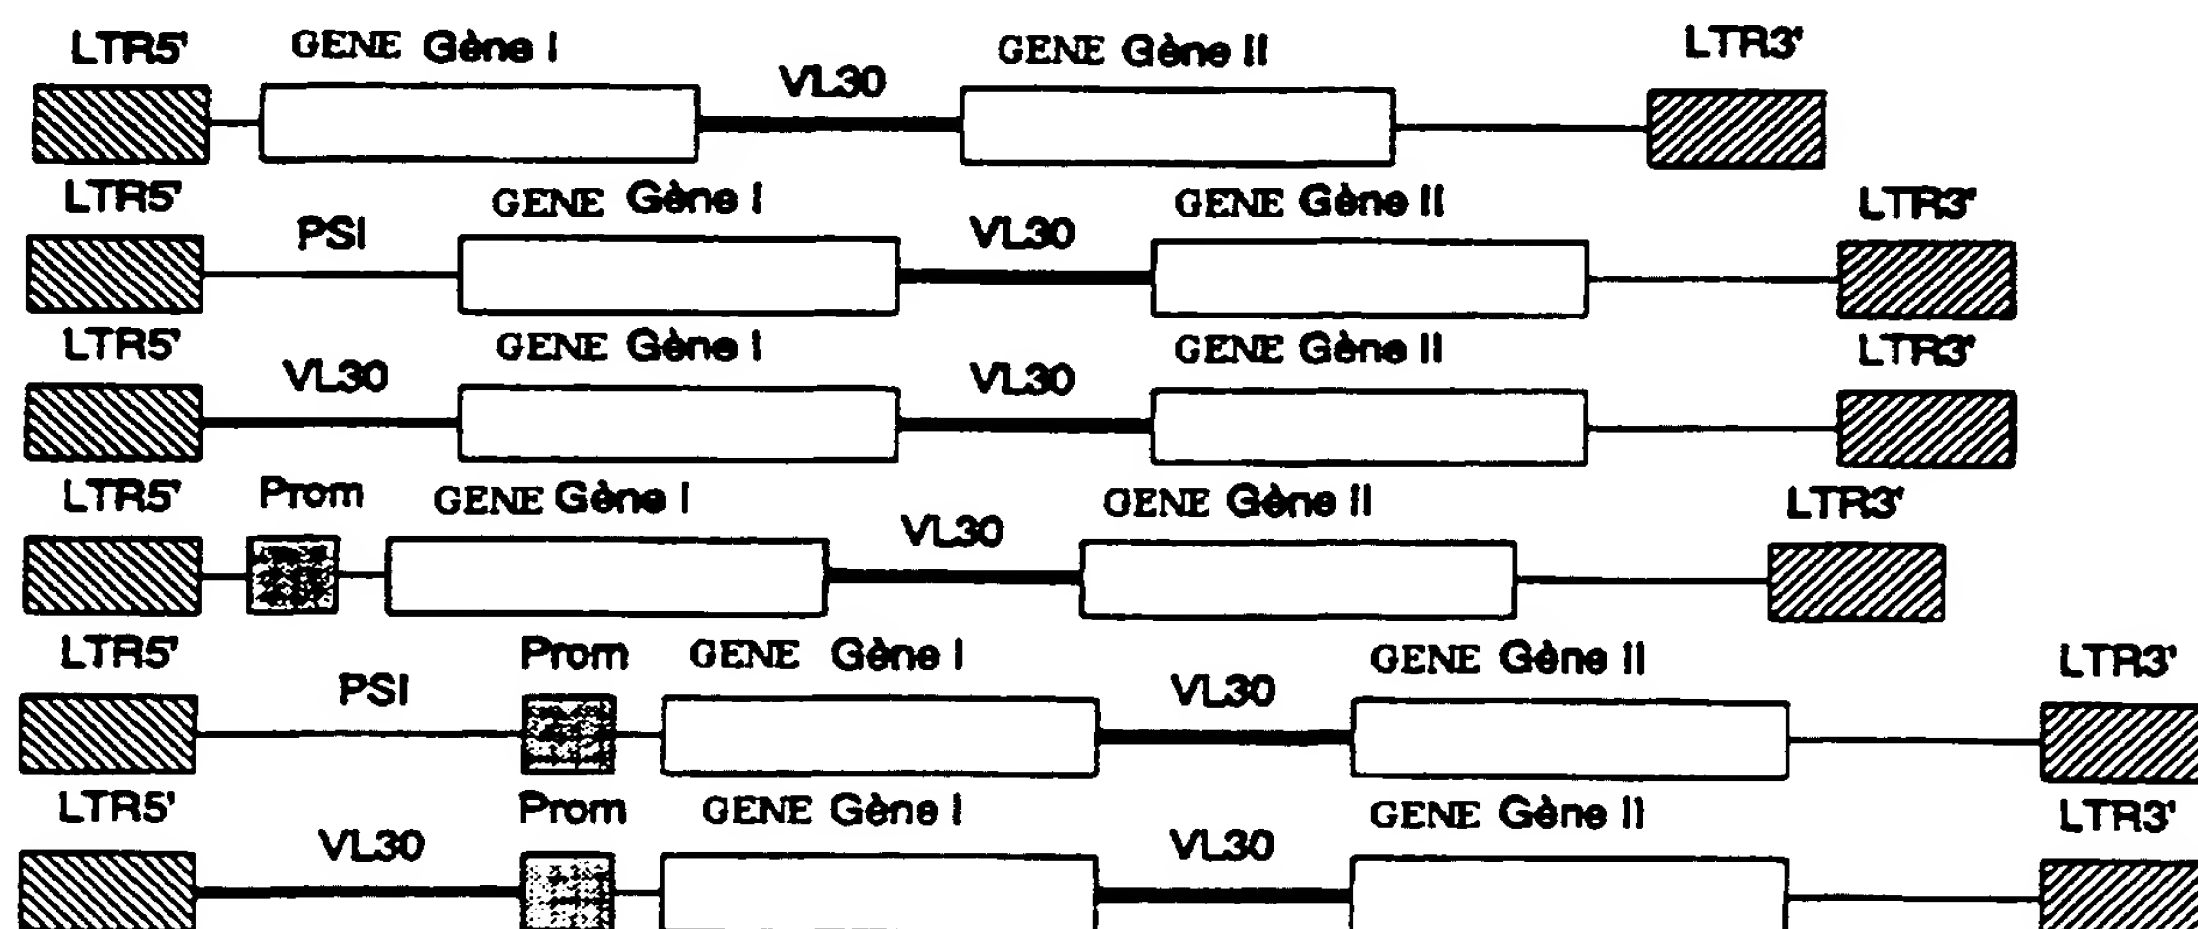 LTR5' GENE Gène I VL30 GENE Gène II LTR3'
LTR5' PSI GENE Gène I VL30 GENE Gène II LTR3'
LTR5' VL30 GENE Gène I VL30 GENE Gène II LTR3'
LTR5' Prom GENE Gène I VL30 GENE Gène II LTR3'
LTR5' PSI Prom GENE Gène I VL30 GENE Gène II LTR3'
LTR5' VL30 Prom GENE Gène I VL30 GENE Gène II LTR3'